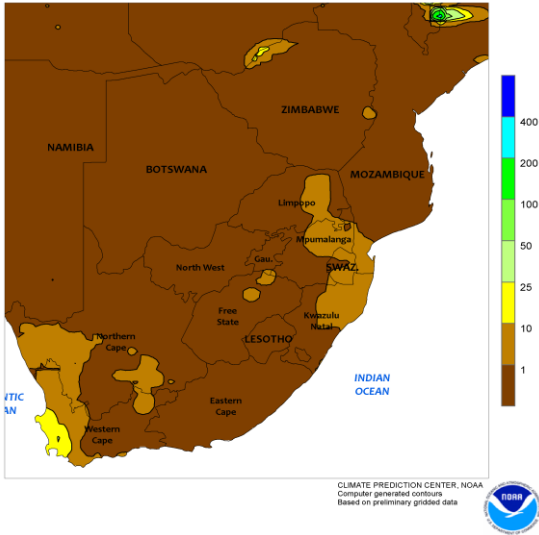 ZIMBABWE
NAMIBIA
BOTSWANA
MOZAMBIQUE
Limpopo
Mpumalanga
Gau.
North West
SWAZ.
Free
State
Kwazulu
Natal
LESOTHO
Northern
Cape
Eastern
Cape
Western
Cape
NTIC
AN
INDIAN
OCEAN
400
200
100
50
25
10
1
CLIMATE PREDICTION CENTER, NOAA
Computer generated contours
Based on preliminary gridded data
NOAA